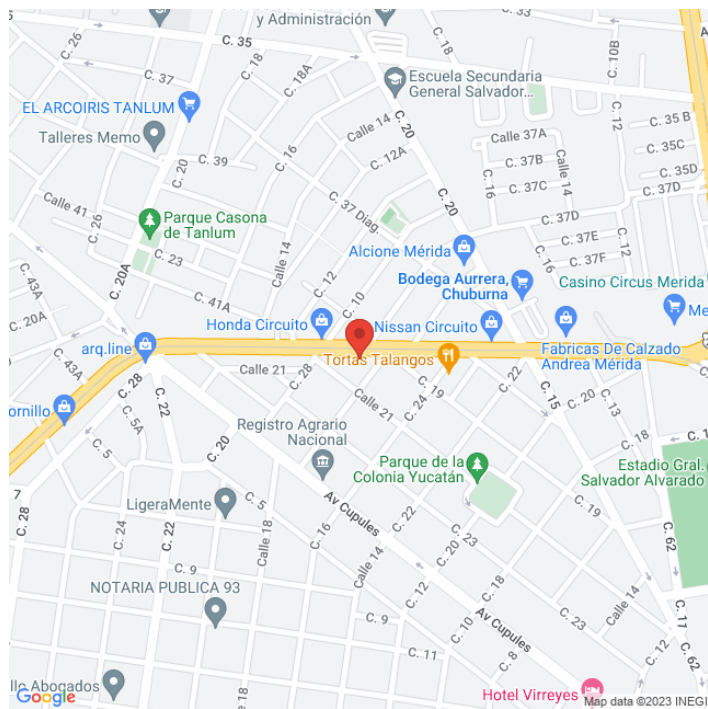 y Administración
C. 18
C. 33
C. 26
C. 35
C. 18
C. 18A
C. 10B
C. 37
Escuela Secundaria
General Salvador...
C. 12
EL ARCOIRIS TANLUM
C. 20
Calle 14
C. 35 B
Talleres Memo
Calle 37A
C. 35C
C. 16
C. 12A
C. 37B
C. 39
C. 35D
C. 20
C. 37C
Calle 14
C. 16
C. 37D
Calle 41
C. 26
Parque Casona
de Tanlum
C. 37 Diag.
C. 20
C. 37D
C. 12
C. 37E
Alcione Mérida
C. 16
C. 37F
C. 23
Calle 14
C. 20A
C. 12
Bodega Aurrera,
Chuburna
Casino Circus Merida
C. 43A
C. 41A
C. 10
Me
C. 20A
Honda Circuito
Nissan Circuito
arq.line
Fabricas De Calzado
Andrea Mérida
C. 43A
Tortas Talangos
Calle 21
C. 28
C. 28
C. 19
C. 22
C. 15
C. 20
C. 13
ornillo
C. 22
Calle 21
C. 24
C. 5A
Registro Agrario
Nacional
C. 18
C. 1
C. 5
C. 20
Parque de la
Colonia Yucatán
Estadio Gral.
Salvador Alvarado
7
LigeraMente
C. 5
Av Cupules
C. 28
C. 24
C. 22
Calle 18
C. 16
C. 22
C. 23
C. 19
Calle 14
C. 20
C. 62
C. 9
NOTARIA PUBLICA 93
C. 18
Calle 14
Av Cupules
C. 9
C. 10
C. 23
C. 11
C. 11
C. 8
C. 12
C. 62
llo Abogados
Calle 18
Hotel Virreyes
Google
Map data ©2023 INEGI